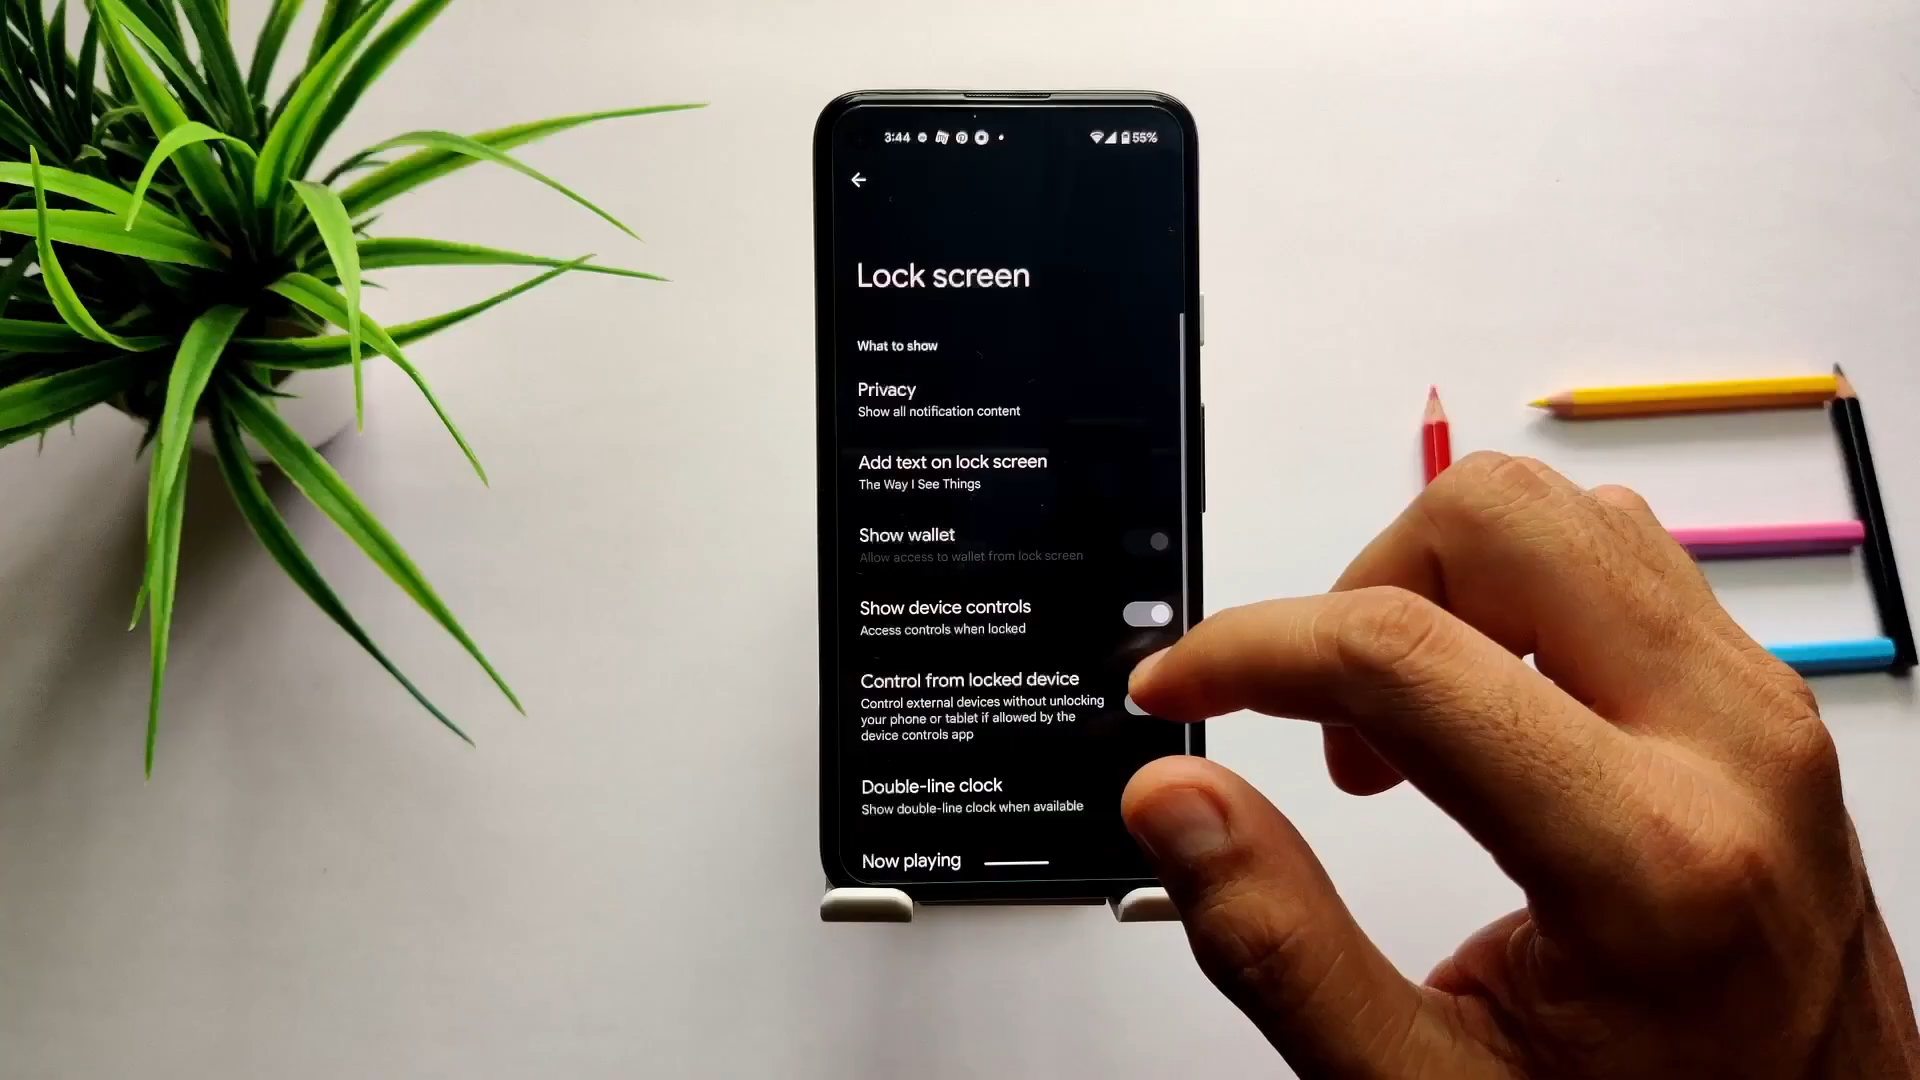 3:44 55%
Lock screen
What to show
Privacy
Show all notification content
Add text on lock screen
The Way I See Things
Show wallet
Allow access to wallet from lock screen
Show device controls
Access controls when locked
Control from locked device
Control external devices without unlocking
your phone or tablet if allowed by the
device controls app
Double-line clock
Show double-line clock when available
Now playing